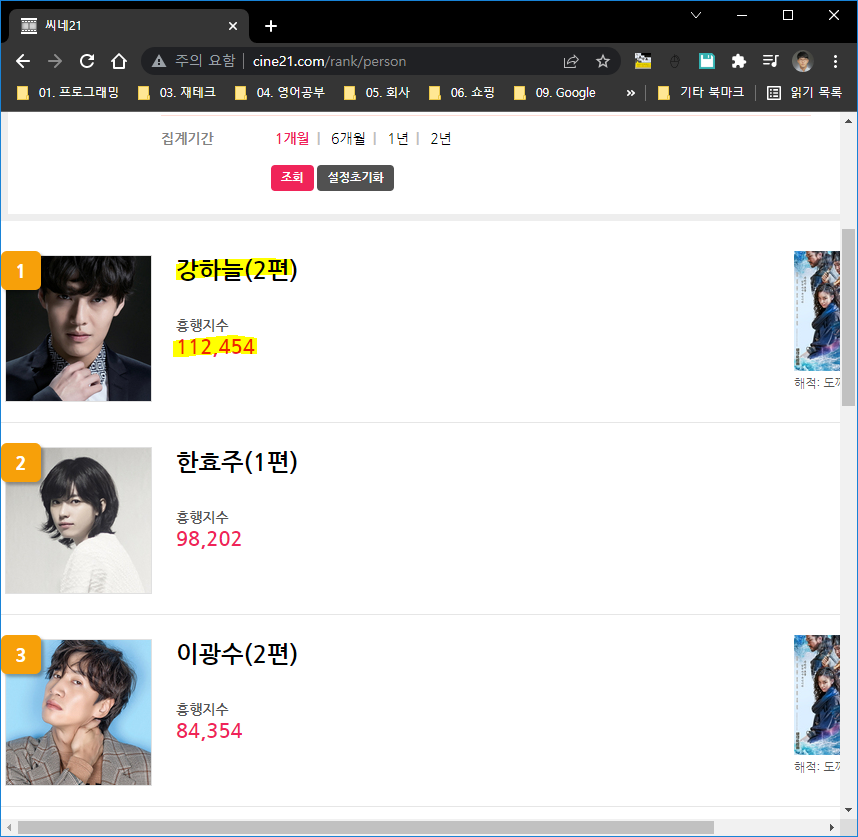 씨네21
주의 요함 cine21.com/rank/person
01. 프로그래밍 03. 재테크 04. 영어공부 05. 회사 06. 쇼핑 09. Google » 기타 북마크 읽기 목록
집계기간 1개월 | 6개월 | 1년 | 2년
조회 설정초기화
1
강하늘(2편)
흥행지수
112,454
해적: 도깨
2
한효주(1편)
흥행지수
98,202
3
이광수(2편)
흥행지수
84,354
해적: 도깨